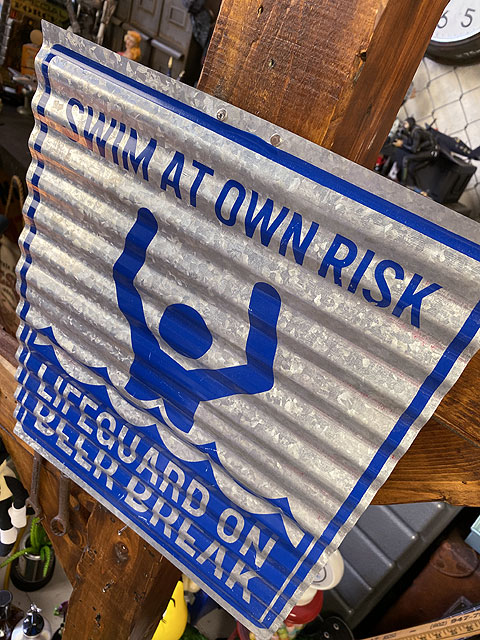 SWIM AT OWN RISK
LIFEGUARD ON
BEER BREAK